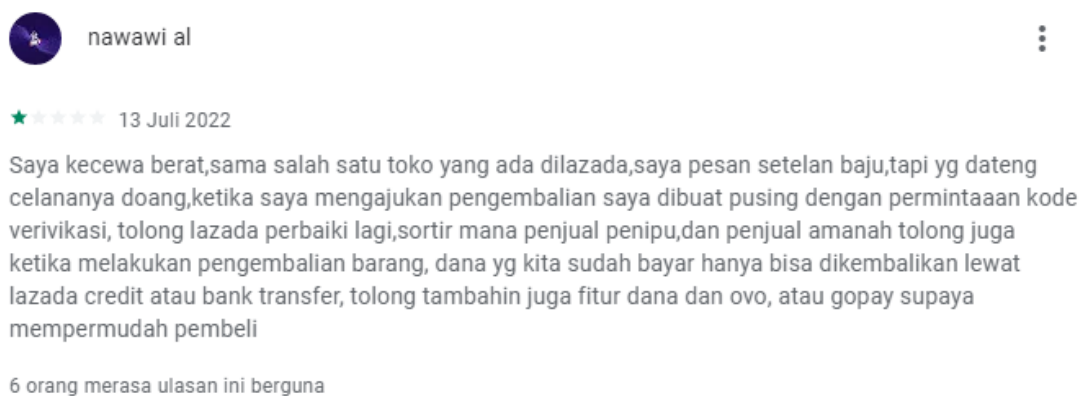 nawawi al
13 Juli 2022
Saya kecewa berat,sama salah satu toko yang ada dilazada,saya pesan setelan baju,tapi yg dateng
celananya doang,ketika saya mengajukan pengembalian saya dibuat pusing dengan permintaaan kode
verivikasi, tolong lazada perbaiki lagi,sortir mana penjual penipu,dan penjual amanah tolong juga
ketika melakukan pengembalian barang, dana yg kita sudah bayar hanya bisa dikembalikan lewat
lazada credit atau bank transfer, tolong tambahin juga fitur dana dan ovo, atau gopay supaya
mempermudah pembeli
6 orang merasa ulasan ini berguna